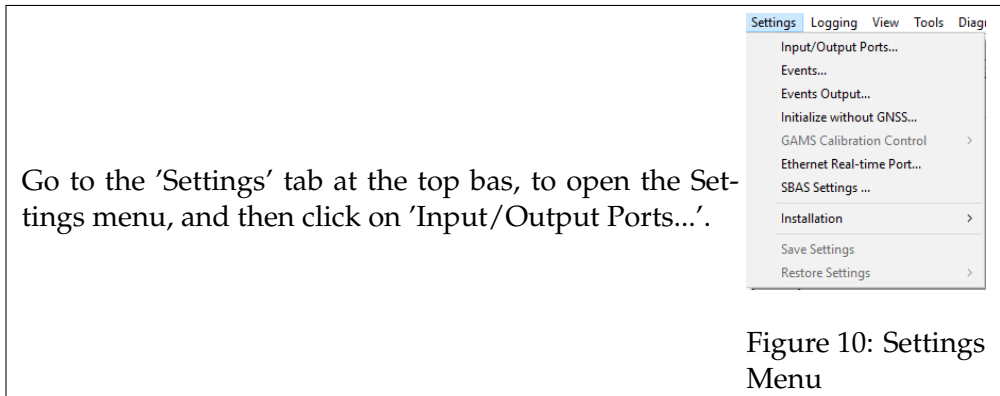 Go to the ’Settings’ tab at the top bas, to open the Set-
tings menu, and then click on ’Input/Output Ports...’.
Settings Logging View Tools Diag
Input/Output Ports...
Events...
Events Output...
Initialize without GNSS...
GAMS Calibration Control >
Ethernet Real-time Port...
SBAS Settings ...
Installation >
Save Settings
Restore Settings >
Figure 10: Settings
Menu